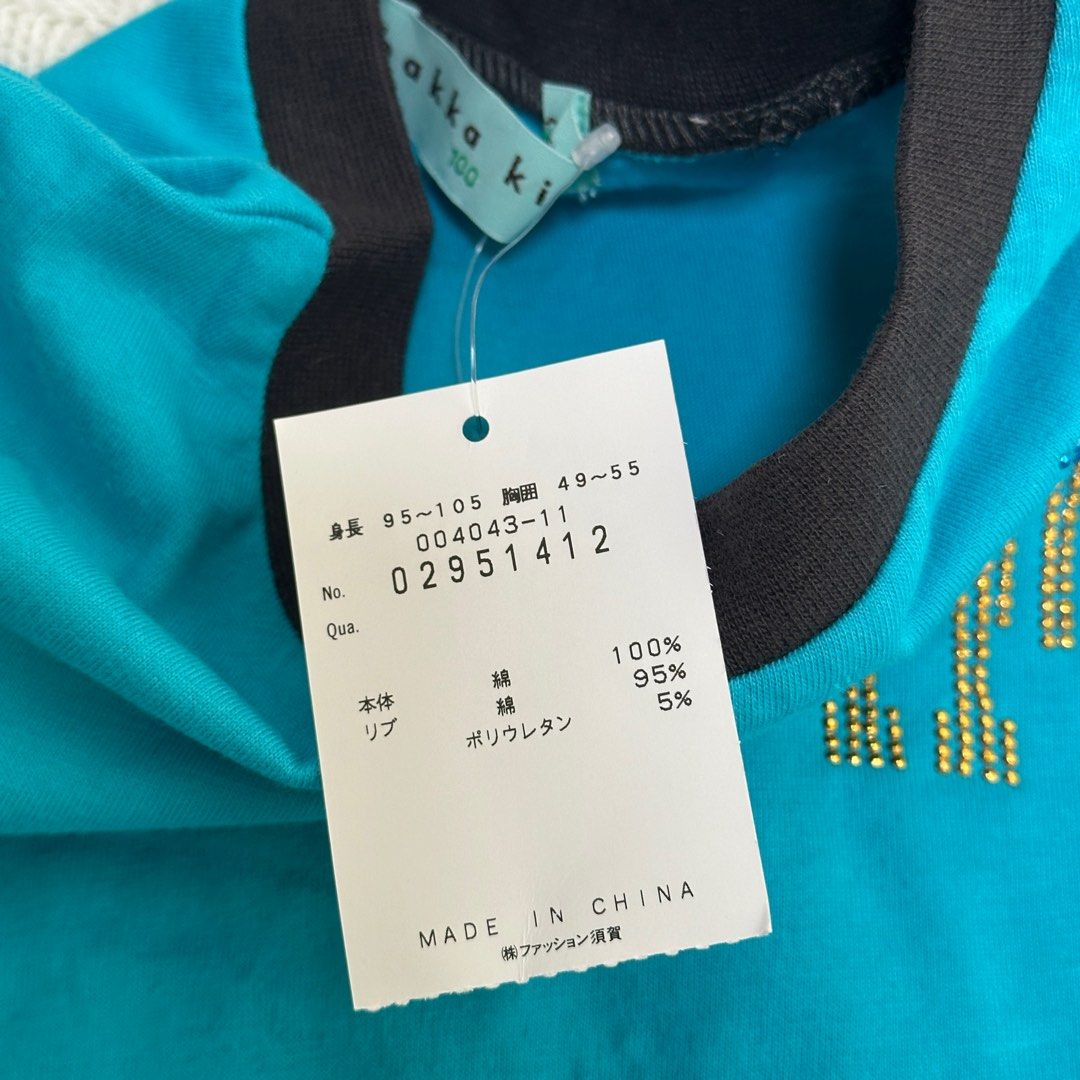 akka ki
100
身長 95～105 胸囲 49～55
004043-11
No. 02951412
Qua.
本体 綿 100%
リブ 綿 95%
ポリウレタン 5%
MADE IN CHINA
㈱ファッション須賀